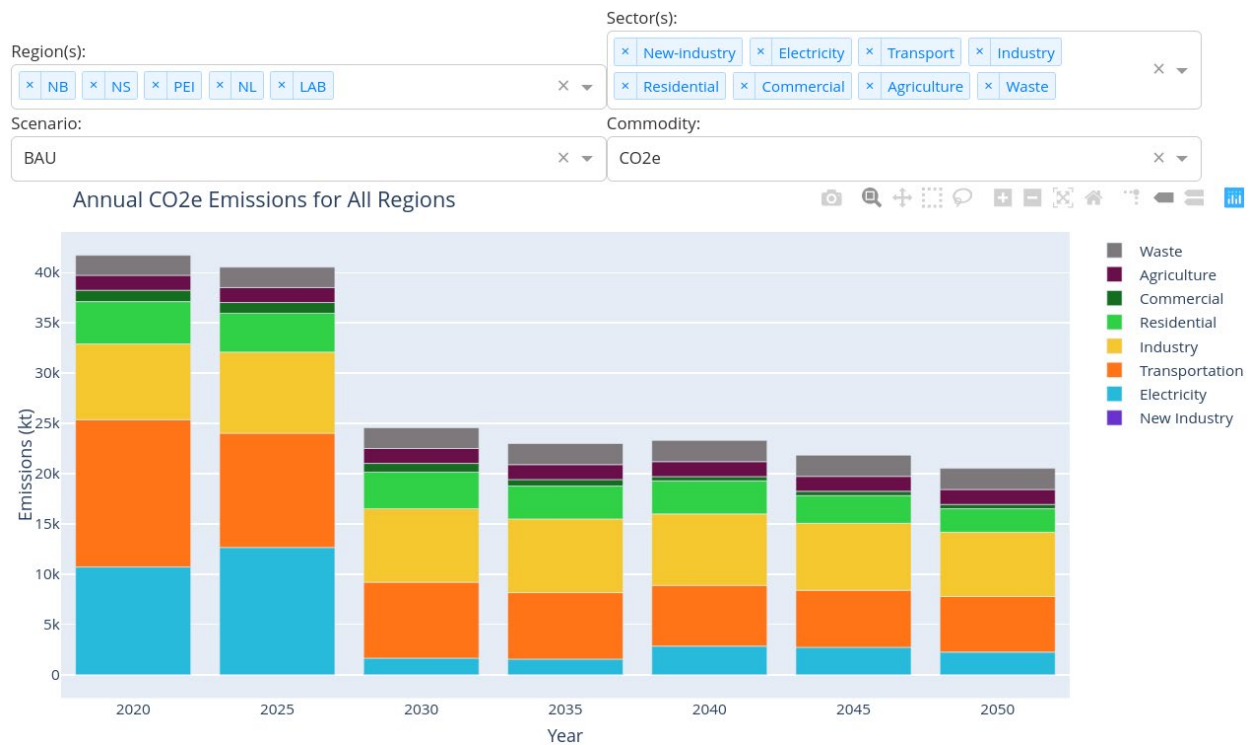 Region(s):
× NB × NS × PEI × NL × LAB
Sector(s):
× New-industry × Electricity × Transport × Industry
× Residential × Commercial × Agriculture × Waste
Scenario:
BAU
Commodity:
CO2e
Annual CO2e Emissions for All Regions
Emissions (kt)
40k
35k
30k
25k
20k
15k
10k
5k
0
2020 2025 2030 2035 2040 2045 2050
Year
Waste
Agriculture
Commercial
Residential
Industry
Transportation
Electricity
New Industry